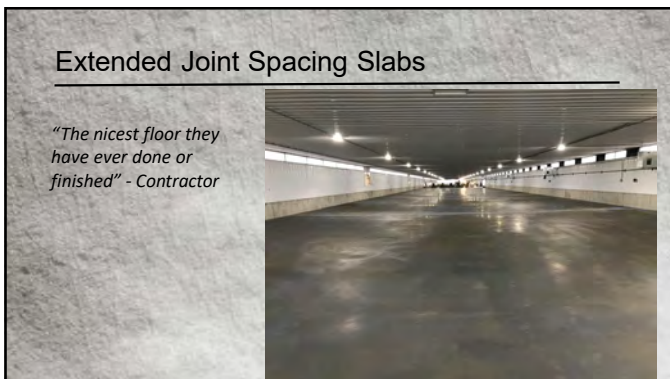 Extended Joint Spacing Slabs
“The nicest floor they
have ever done or
finished” - Contractor